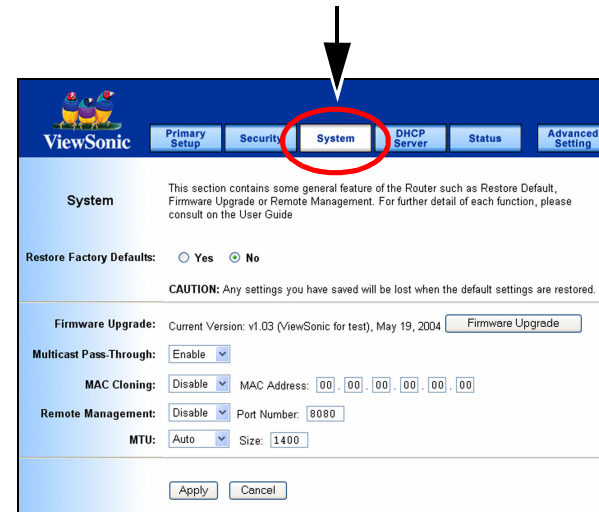 ViewSonic
Primary Setup
Security
System
DHCP Server
Status
Advanced Setting
System
This section contains some general feature of the Router such as Restore Default,
Firmware Upgrade or Remote Management. For further detail of each function, please
consult on the User Guide
Restore Factory Defaults: Yes No
CAUTION: Any settings you have saved will be lost when the default settings are restored.
Firmware Upgrade: Current Version: v1.03 (ViewSonic for test), May 19, 2004 Firmware Upgrade
Multicast Pass-Through: Enable
MAC Cloning: Disable MAC Address: 00 . 00 . 00 . 00 . 00 . 00
Remote Management: Disable Port Number: 8080
MTU: Auto Size: 1400
Apply Cancel